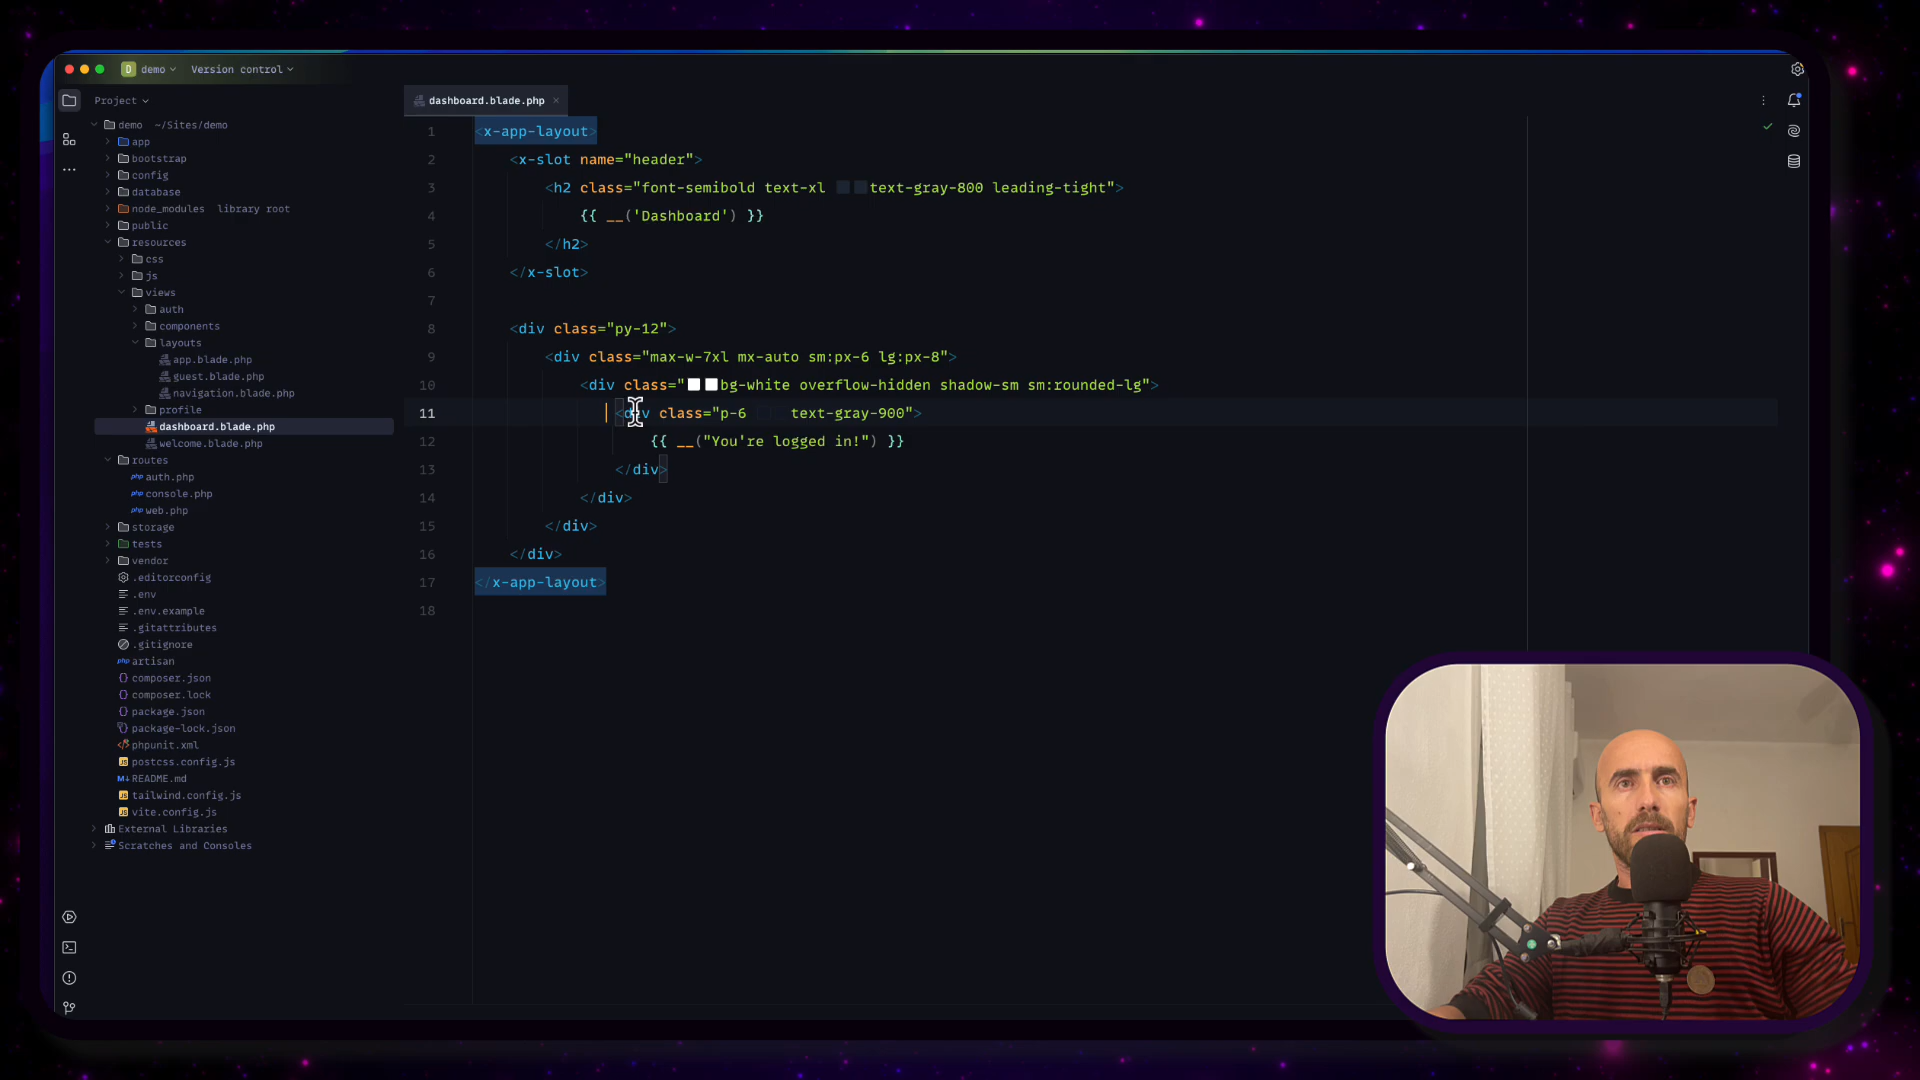 D demo Version control
Project
dashboard.blade.php
demo ~/Sites/demo
app
bootstrap
config
database
node_modules library root
public
resources
css
js
views
auth
components
layouts
app.blade.php
guest.blade.php
navigation.blade.php
profile
dashboard.blade.php
welcome.blade.php
routes
php auth.php
php console.php
php web.php
storage
tests
vendor
.editorconfig
.env
.env.example
.gitattributes
.gitignore
php artisan
composer.json
composer.lock
package.json
package-lock.json
phpunit.xml
JS postcss.config.js
M↓ README.md
JS tailwind.config.js
JS vite.config.js
External Libraries
Scratches and Consoles
1 <x-app-layout>
2 <x-slot name="header">
3 <h2 class="font-semibold text-xl text-gray-800 leading-tight">
4 {{ __('Dashboard') }}
5 </h2>
6 </x-slot>
7
8 <div class="py-12">
9 <div class="max-w-7xl mx-auto sm:px-6 lg:px-8">
10 <div class="bg-white overflow-hidden shadow-sm sm:rounded-lg">
11 <div class="p-6 text-gray-900">
12 {{ __("You're logged in!") }}
13 </div>
14 </div>
15 </div>
16 </div>
17 </x-app-layout>
18